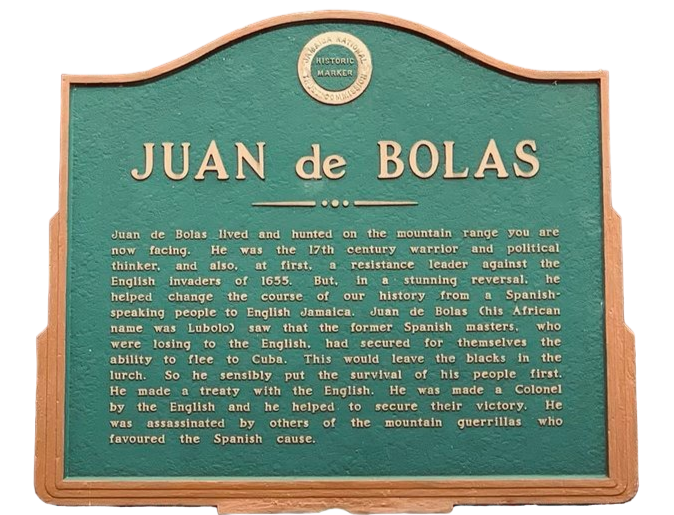 JAMAICA NATIONAL
HISTORIC
MARKER
COMMISSION
JUAN de BOLAS
Juan de Bolas lived and hunted on the mountain range you are
now facing. He was the 17th century warrior and political
thinker, and also, at first, a resistance leader against the
English invaders of 1655. But, in a stunning reversal, he
helped change the course of our history from a Spanish-
speaking people to English Jamaica. Juan de Bolas (his African
name was Lubolo) saw that the former Spanish masters, who
were losing to the English, had secured for themselves the
ability to flee to Cuba. This would leave the blacks in the
lurch. So he sensibly put the survival of his people first.
He made a treaty with the English. He was made a Colonel
by the English and he helped to secure their victory. He
was assassinated by others of the mountain guerrillas who
favoured the Spanish cause.